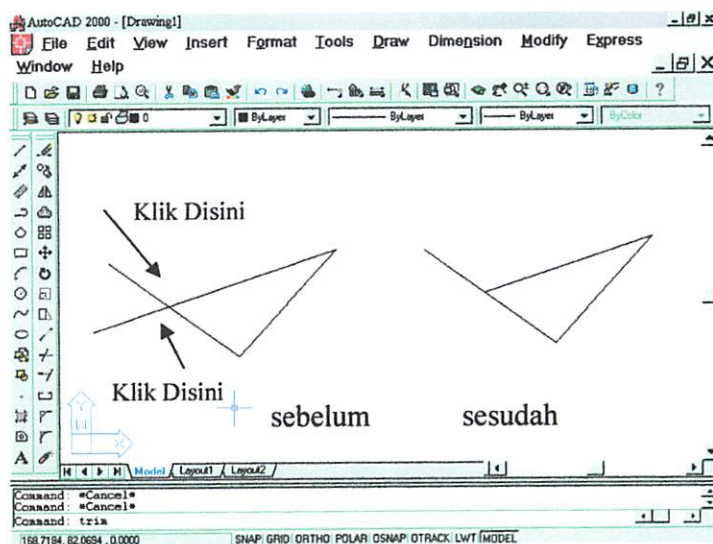 AutoCAD 2000 - [Drawing1]
File Edit View Insert Format Tools Draw Dimension Modify Express
Window Help
?
0 ByLayer ByLayer ByLayer ByColor
Klik Disini
Klik Disini
sebelum sesudah
Y
W
X
A
Model Layout1 Layout2
Command: *Cancel*
Command: *Cancel*
Command: trim
168.7184, 82.0694 , 0.0000 SNAP GRID ORTHO POLAR OSNAP OTRACK LWT MODEL